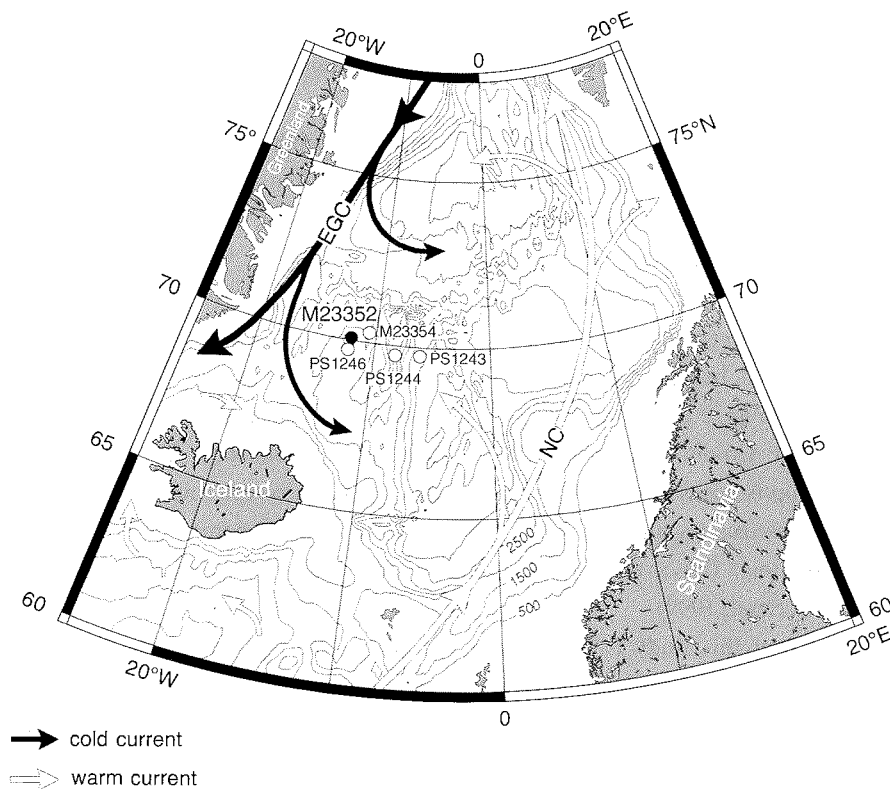 20°W
0
20°E
75°
75°N
Greenland
EGC
70
70
M23352
M23354
PS1246
PS1243
PS1244
65
65
NC
Iceland
Scandinavia
2500
1500
500
60
60
20°W
20°E
0
cold current
warm current